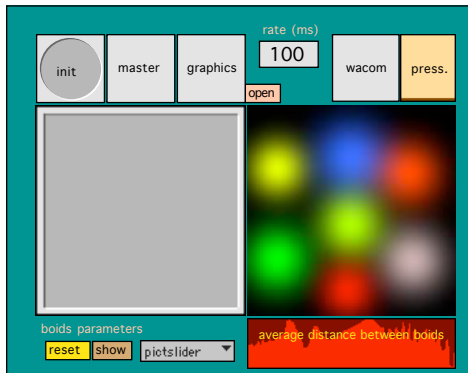 rate (ms)
init
master
graphics
100
wacom
press.
open
boids parameters
reset
show
pictslider
average distance between boids